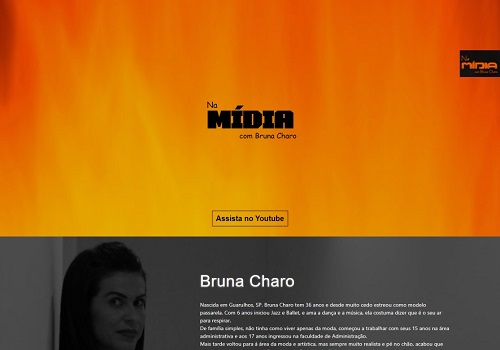 Na
MÍDIA
com Bruna Charo
Na
MÍDIA
com Bruna Charo
Assista no Youtube
Bruna Charo
Nascida em Guarulhos, SP, Bruna Charo tem 36 anos e desde muito cedo estreou como modelo
passarela. Com 6 anos iniciou Jazz e Ballet, e ama a dança e a música, ela costuma dizer que é o seu ar
para respirar.
De família simples, não tinha como viver apenas da moda, começou a trabalhar com seus 15 anos na área
administrativa e aos 17 anos ingressou na faculdade de Administração.
Mais tarde voltou para á área da moda e artística, mas sempre muito realista e pé no chão, acabou que